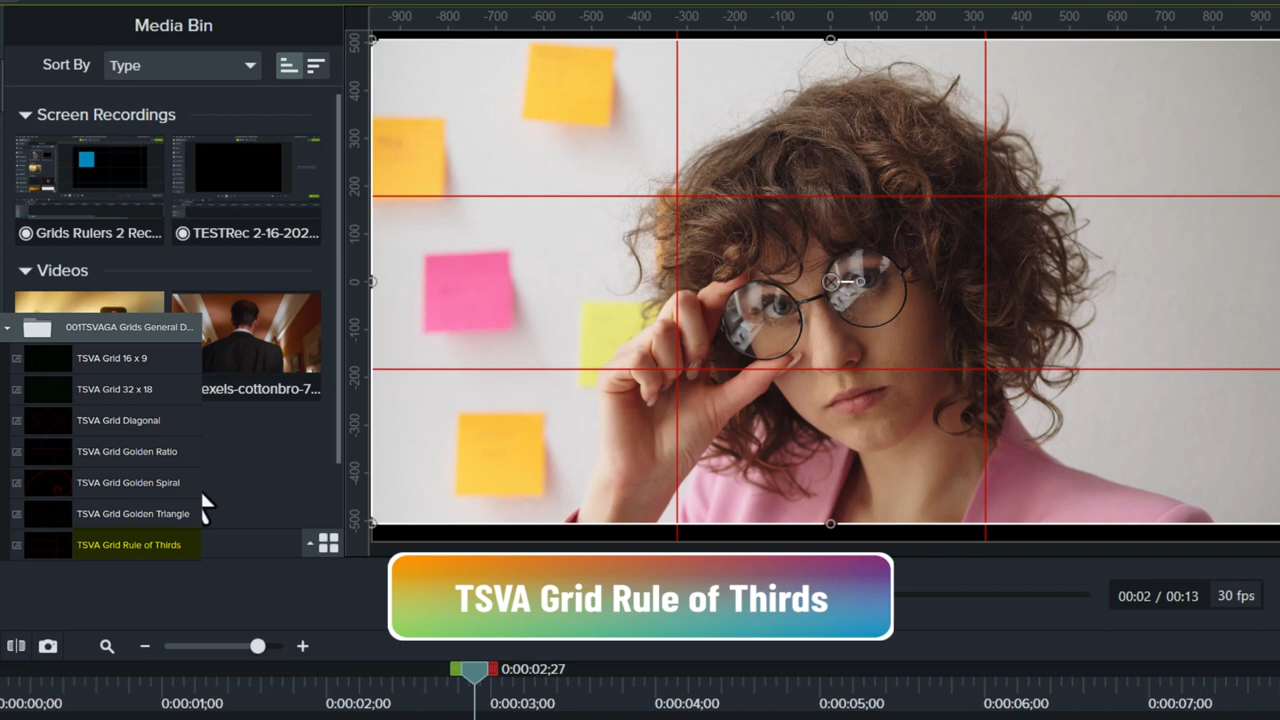 Media Bin
-900 -800 -700 -600 -500 -400 -300 -200 -100 0 100 200 300 400 500 600 700 800 900
Sort By Type
500
400
300
200
100
0
-100
-200
-300
-400
-500
Screen Recordings
Grids Rulers 2 Rec... TESTRec 2-16-202...
Videos
001TSVAGA Grids General D...
TSVA Grid 16 x 9
exels-cottonbro-7...
TSVA Grid 32 x 18
TSVA Grid Diagonal
TSVA Grid Golden Ratio
TSVA Grid Golden Spiral
TSVA Grid Golden Triangle
TSVA Grid Rule of Thirds
TSVA Grid Rule of Thirds
00:02 / 00:13 30 fps
0:00:02;27
0:00:00;00 0:00:01;00 0:00:02;00 0:00:03;00 0:00:04;00 0:00:05;00 0:00:06;00 0:00:07;00